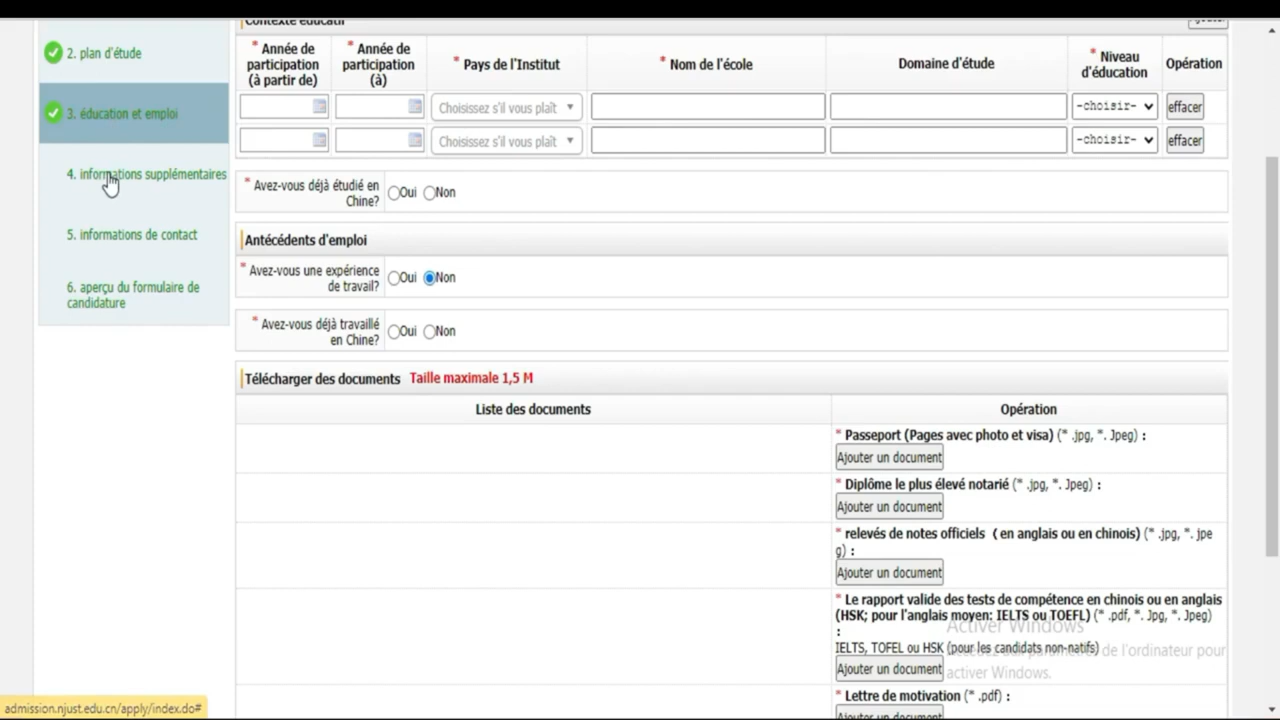 Contexte éducatif
2. plan d'étude
3. éducation et emploi
4. informations supplémentaires
5. informations de contact
6. aperçu du formulaire de
candidature
* Année de
participation
(à partir de)
* Année de
participation
(à)
* Pays de l'Institut
* Nom de l'école
Domaine d'étude
* Niveau
d'éducation
Opération
Choisissez s'il vous plaît
-choisir-
effacer
Choisissez s'il vous plaît
-choisir-
effacer
* Avez-vous déjà étudié en
Chine?
Oui Non
Antécédents d'emploi
* Avez-vous une expérience
de travail?
Oui Non
* Avez-vous déjà travaillé
en Chine?
Oui Non
Télécharger des documents Taille maximale 1,5 M
Liste des documents
Opération
* Passeport (Pages avec photo et visa) (* .jpg, *. Jpeg) :
Ajouter un document
* Diplôme le plus élevé notarié (* .jpg, *. Jpeg) :
Ajouter un document
* relevés de notes officiels ( en anglais ou en chinois) (* .jpg, *. jpe
g) :
Ajouter un document
* Le rapport valide des tests de compétence en chinois ou en anglais
(HSK; pour l'anglais moyen: IELTS ou TOEFL) (* .pdf, *. Jpg, *. Jpeg)
:
IELTS, TOFEL ou HSK (pour les candidats non-natifs)
Ajouter un document
Activer Windows
de l'ordinateur pour
activer Windows.
* Lettre de motivation (* .pdf) :
Ajouter un document
admission.njust.edu.cn/apply/index.do#